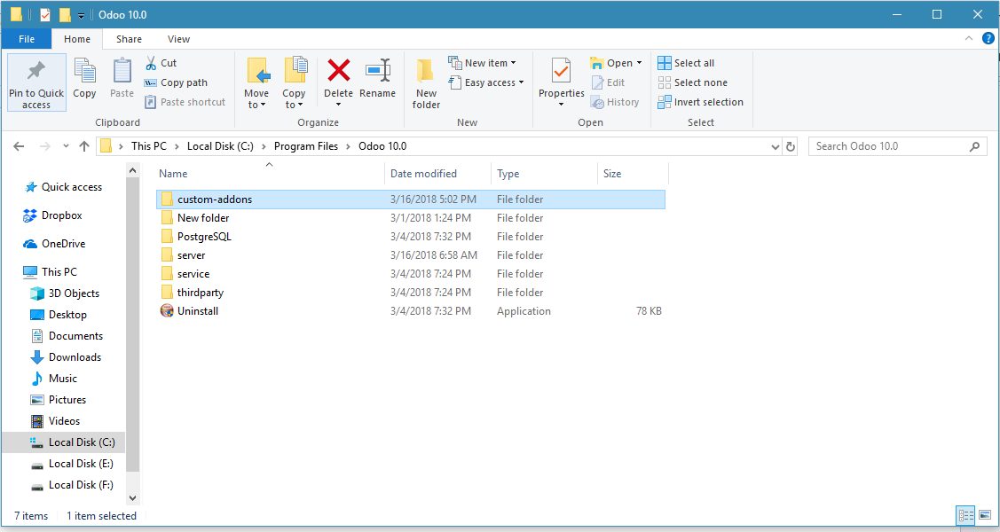 Odoo 10.0
File Home Share View
Pin to Quick access
Copy
Paste
Cut
Copy path
Paste shortcut
Clipboard
Move to
Copy to
Delete
Rename
Organize
New folder
New item
Easy access
New
Properties
Open
Edit
History
Open
Select all
Select none
Invert selection
Select
This PC > Local Disk (C:) > Program Files > Odoo 10.0
Search Odoo 10.0
Quick access
Dropbox
OneDrive
This PC
3D Objects
Desktop
Documents
Downloads
Music
Pictures
Videos
Local Disk (C:)
Local Disk (E:)
Local Disk (F:)
Name Date modified Type Size
custom-addons 3/16/2018 5:02 PM File folder
New folder 3/1/2018 1:24 PM File folder
PostgreSQL 3/4/2018 7:32 PM File folder
server 3/16/2018 6:58 AM File folder
service 3/4/2018 7:24 PM File folder
thirdparty 3/4/2018 7:24 PM File folder
Uninstall 3/4/2018 7:32 PM Application 78 KB
7 items 1 item selected